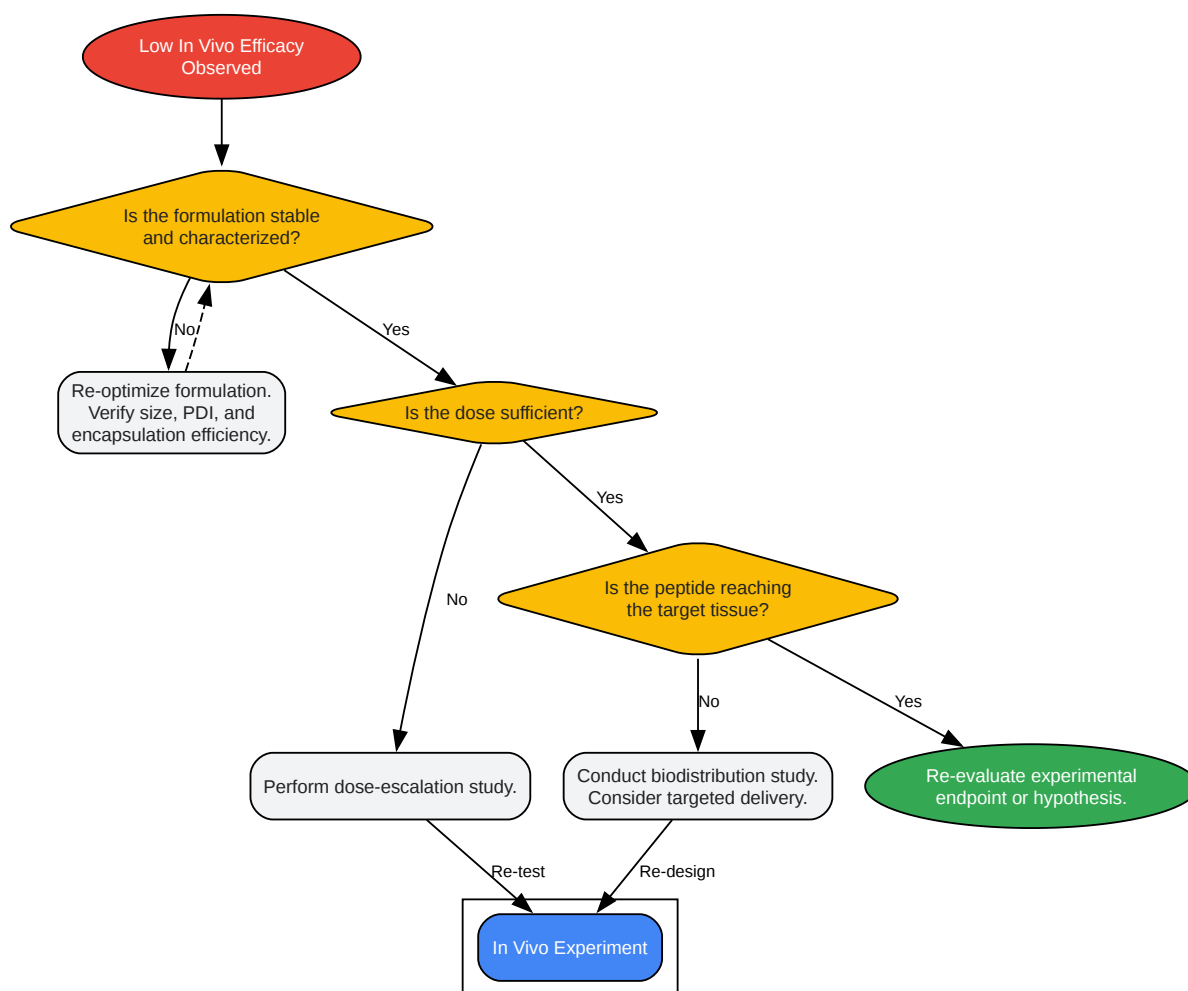 Low In Vivo Efficacy
Observed
Is the formulation stable
and characterized?
No
Yes
Re-optimize formulation.
Verify size, PDI, and
encapsulation efficiency.
Is the dose sufficient?
Yes
No
Is the peptide reaching
the target tissue?
No
Yes
Perform dose-escalation study.
Conduct biodistribution study.
Consider targeted delivery.
Re-evaluate experimental
endpoint or hypothesis.
Re-test
Re-design
In Vivo Experiment